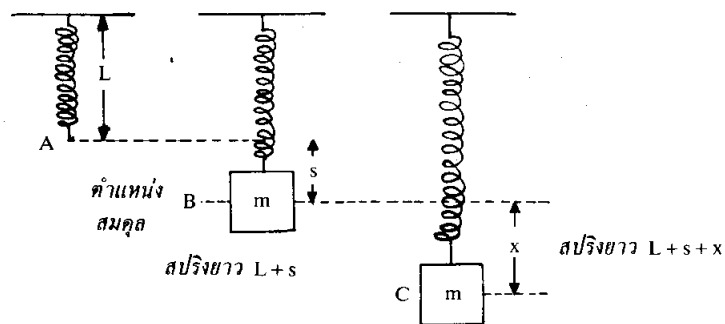 L
A
s
ตำแหน่ง
สมดุล
B
m
สปริงยาว L + s
x
สปริงยาว L + s + x
C
m